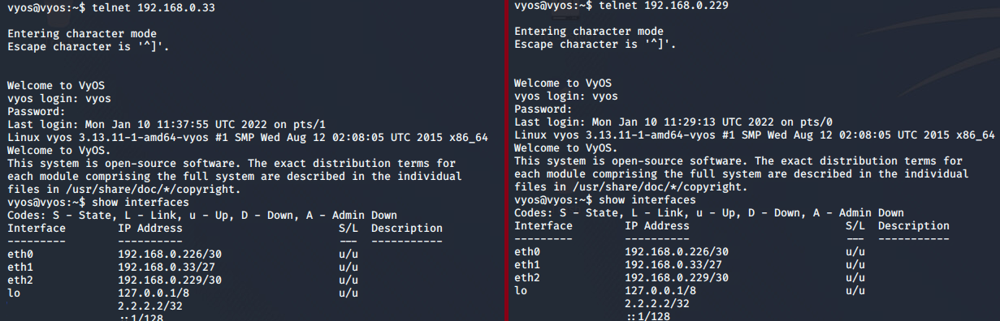 vyos@vyos:~$ telnet 192.168.0.33
Entering character mode
Escape character is '^]'.
Welcome to VyOS
vyos login: vyos
Password:
Last login: Mon Jan 10 11:37:55 UTC 2022 on pts/1
Linux vyos 3.13.11-1-amd64-vyos #1 SMP Wed Aug 12 02:08:05 UTC 2015 x86_64
Welcome to VyOS.
This system is open-source software. The exact distribution terms for
each module comprising the full system are described in the individual
files in /usr/share/doc/*/copyright.
vyos@vyos:~$ show interfaces
Codes: S - State, L - Link, u - Up, D - Down, A - Admin Down
Interface        IP Address                        S/L  Description
---------        ----------                        ---  -----------
eth0             192.168.0.226/30                  u/u
eth1             192.168.0.33/27                   u/u
eth2             192.168.0.229/30                  u/u
lo               127.0.0.1/8                       u/u
                 2.2.2.2/32
                 ::1/128
vyos@vyos:~$ telnet 192.168.0.229
Entering character mode
Escape character is '^]'.
Welcome to VyOS
vyos login: vyos
Password:
Last login: Mon Jan 10 11:29:13 UTC 2022 on pts/0
Linux vyos 3.13.11-1-amd64-vyos #1 SMP Wed Aug 12 02:08:05 UTC 2015 x86_64
Welcome to VyOS.
This system is open-source software. The exact distribution terms for
each module comprising the full system are described in the individual
files in /usr/share/doc/*/copyright.
vyos@vyos:~$ show interfaces
Codes: S - State, L - Link, u - Up, D - Down, A - Admin Down
Interface        IP Address                        S/L  Description
---------        ----------                        ---  -----------
eth0             192.168.0.226/30                  u/u
eth1             192.168.0.33/27                   u/u
eth2             192.168.0.229/30                  u/u
lo               127.0.0.1/8                       u/u
                 2.2.2.2/32
                 ::1/128